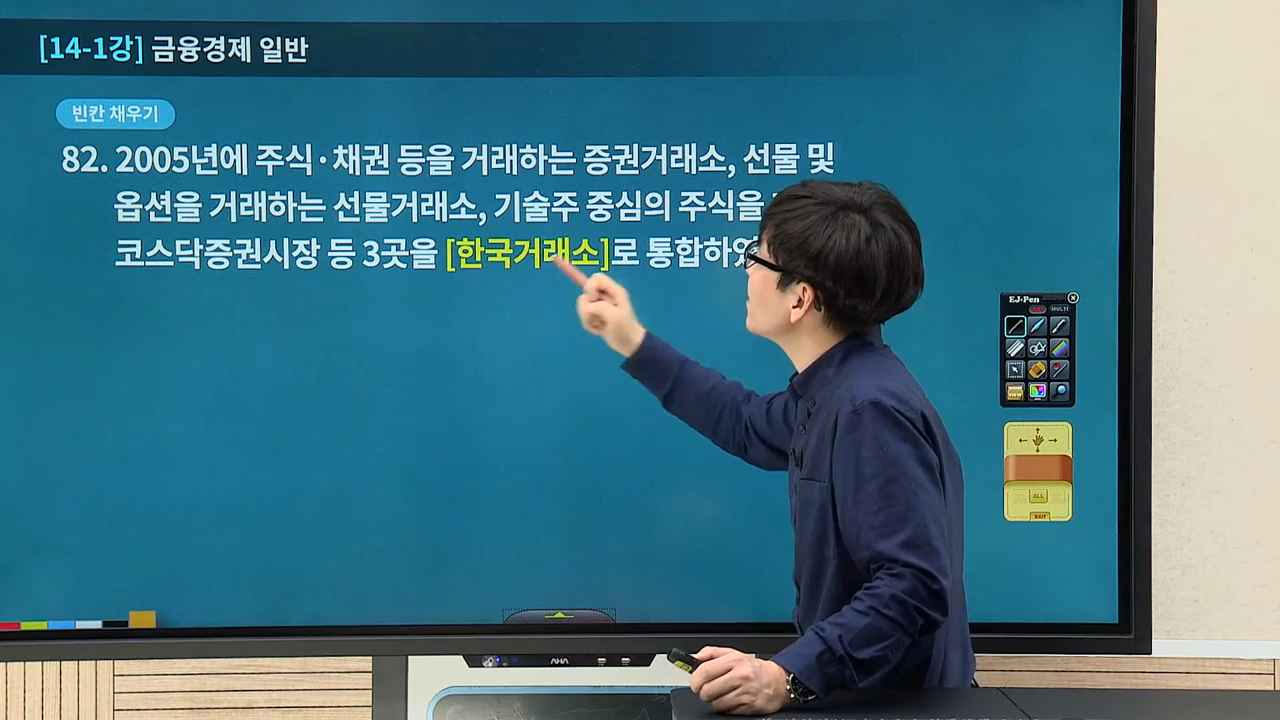 [14-1강] 금융경제 일반
빈칸 채우기
82. 2005년에 주식·채권 등을 거래하는 증권거래소, 선물 및
옵션을 거래하는 선물거래소, 기술주 중심의 주식을
코스닥증권시장 등 3곳을 [한국거래소]로 통합하였
EJ-Pen
MULTI
VIEW
ALL
EXIT
AHA